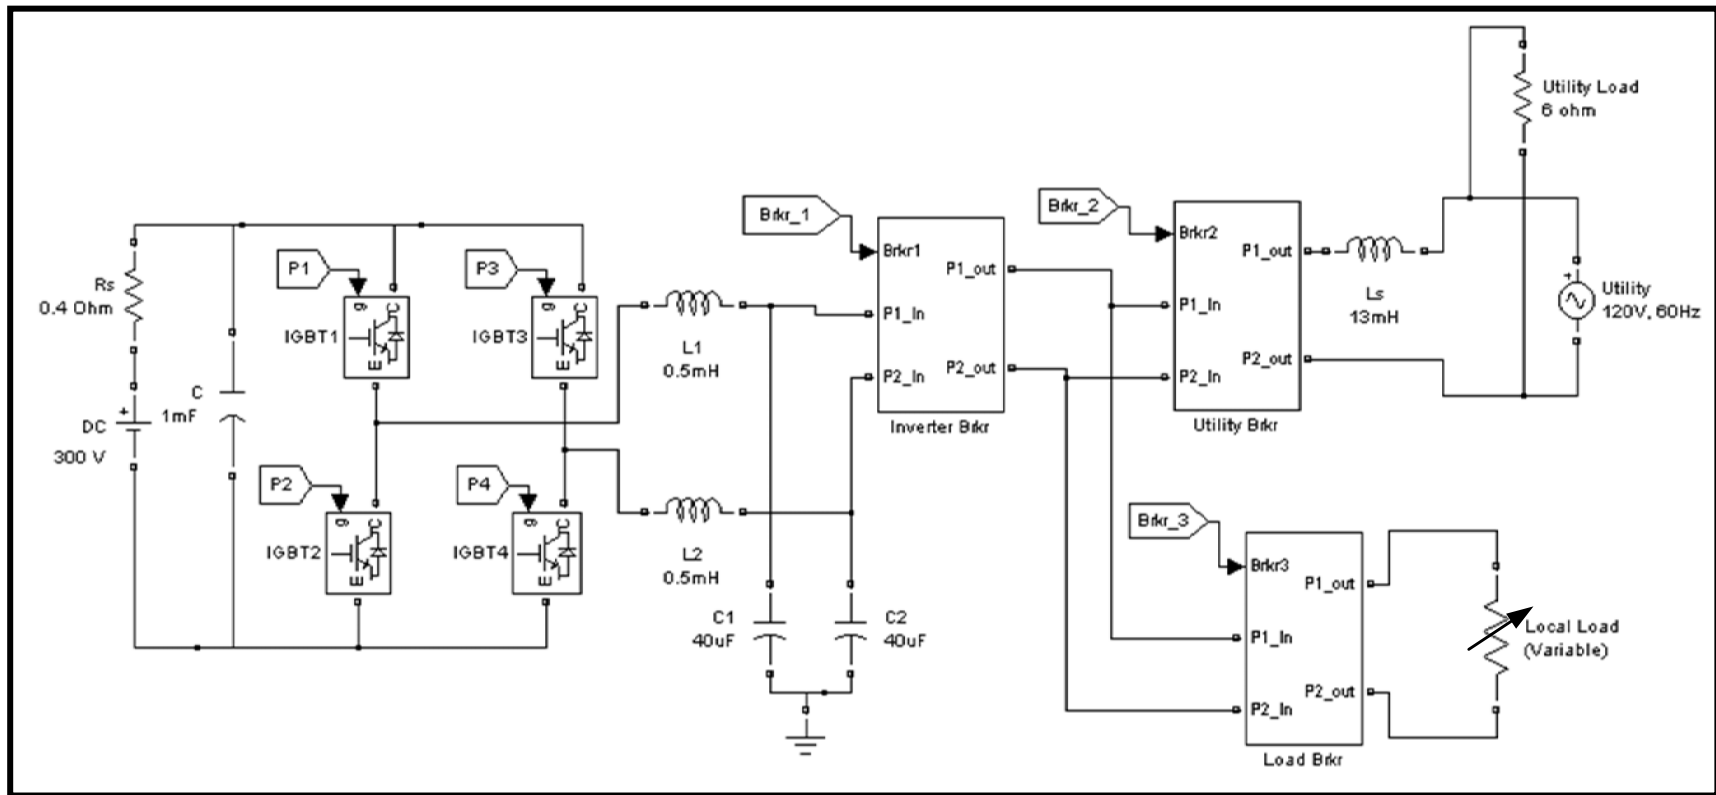 Utility Load
6 ohm
Brkr_1
Brkr_2
Brkr1
P1_out
P1_In
P2_out
P2_In
Inverter Brkr
Brkr2
P1_out
P1_In
P2_out
P2_In
Utility Brkr
Ls
13mH
Utility
120V, 60Hz
P1
P3
Rs
0.4 Ohm
g
C
IGBT1
E
g
C
IGBT3
E
L1
0.5mH
C
1mF
+
DC
300 V
P2
P4
g
C
IGBT2
E
g
C
IGBT4
E
L2
0.5mH
C1
40uF
C2
40uF
Brkr_3
Brkr3
P1_out
P1_In
P2_out
P2_In
Load Brkr
Local Load
(Variable)
+